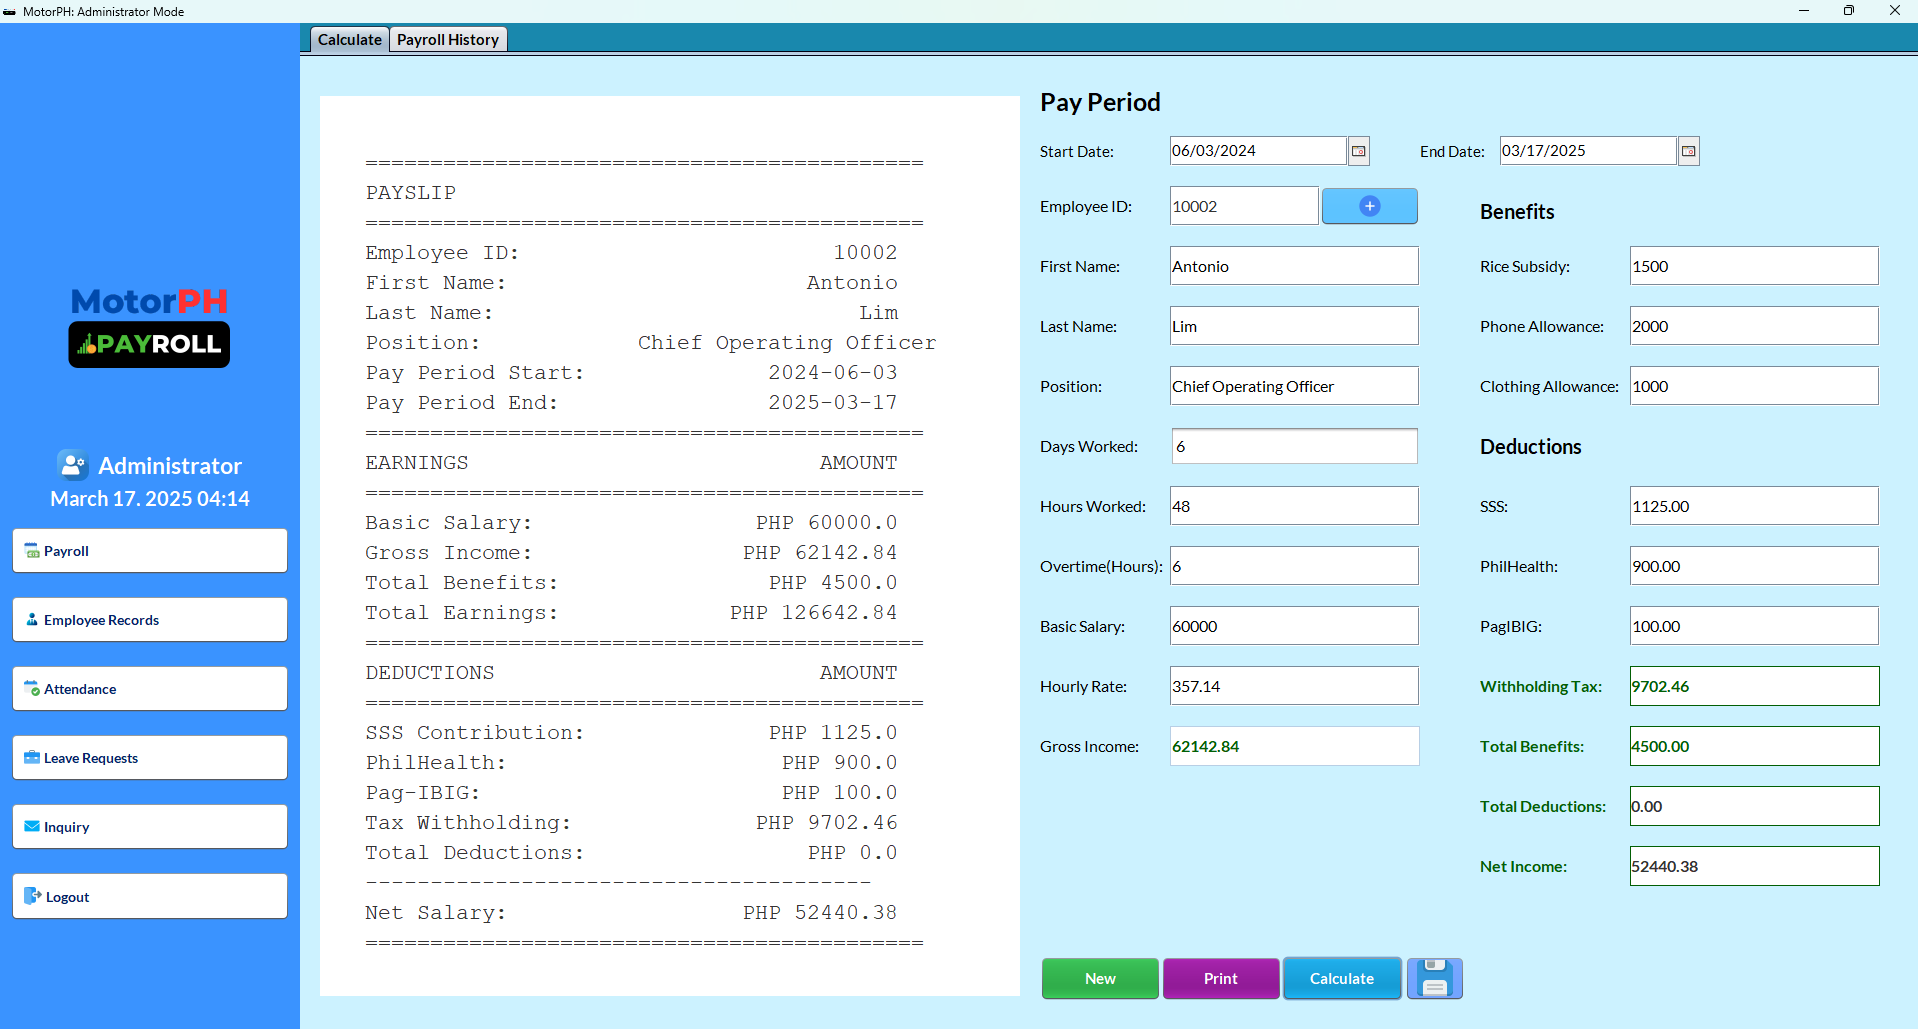 MotorPH: Administrator Mode
Calculate
Payroll History
MotorPH
PAYROLL
Administrator
March 17. 2025 04:14
Payroll
Employee Records
Attendance
Leave Requests
Inquiry
Logout
===========================================
PAYSLIP
===========================================
Employee ID: 10002
First Name: Antonio
Last Name: Lim
Position: Chief Operating Officer
Pay Period Start: 2024-06-03
Pay Period End: 2025-03-17
===========================================
EARNINGS AMOUNT
===========================================
Basic Salary: PHP 60000.0
Gross Income: PHP 62142.84
Total Benefits: PHP 4500.0
Total Earnings: PHP 126642.84
===========================================
DEDUCTIONS AMOUNT
===========================================
SSS Contribution: PHP 1125.0
PhilHealth: PHP 900.0
Pag-IBIG: PHP 100.0
Tax Withholding: PHP 9702.46
Total Deductions: PHP 0.0
---------------------------------------
Net Salary: PHP 52440.38
===========================================
Pay Period
Start Date: 06/03/2024
End Date: 03/17/2025
Employee ID: 10002
First Name: Antonio
Last Name: Lim
Position: Chief Operating Officer
Days Worked: 6
Hours Worked: 48
Overtime(Hours): 6
Basic Salary: 60000
Hourly Rate: 357.14
Gross Income: 62142.84
Benefits
Rice Subsidy: 1500
Phone Allowance: 2000
Clothing Allowance: 1000
Deductions
SSS: 1125.00
PhilHealth: 900.00
PagIBIG: 100.00
Withholding Tax: 9702.46
Total Benefits: 4500.00
Total Deductions: 0.00
Net Income: 52440.38
New
Print
Calculate